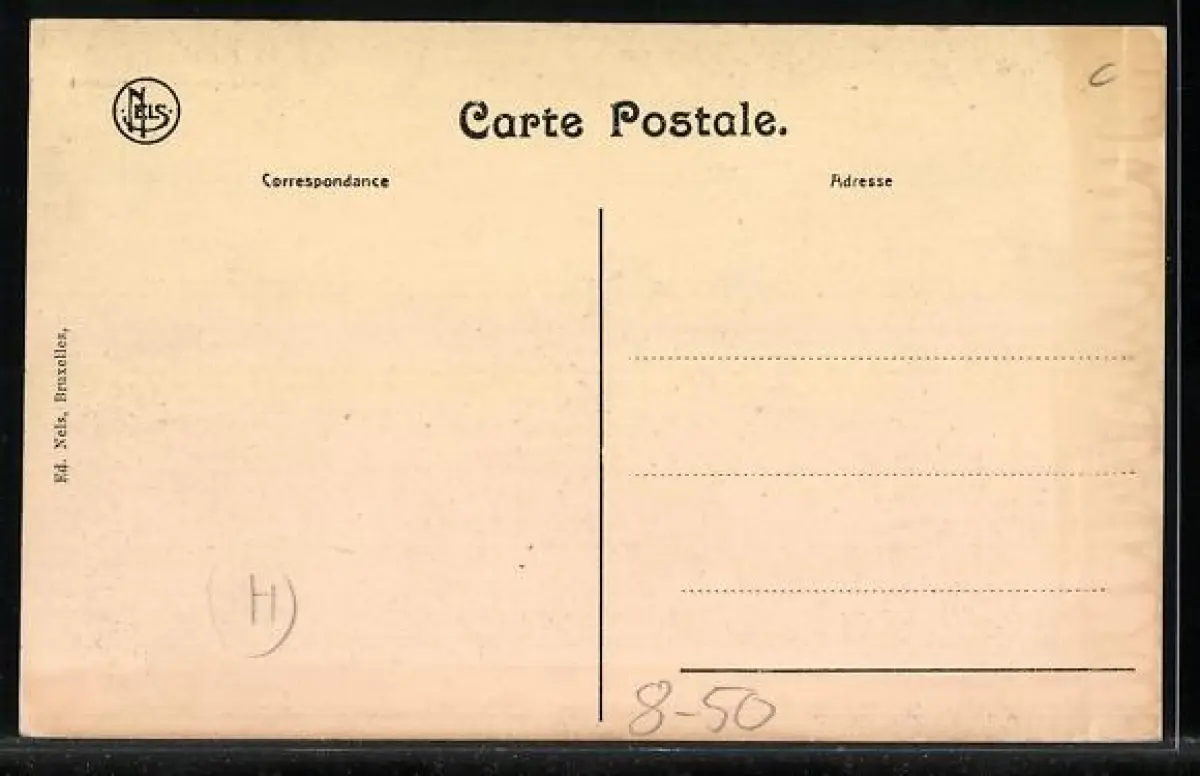 NELS
Carte Postale.
C
Correspondance
Adresse
Ed. Nels, Bruxelles,
(H)
8-50